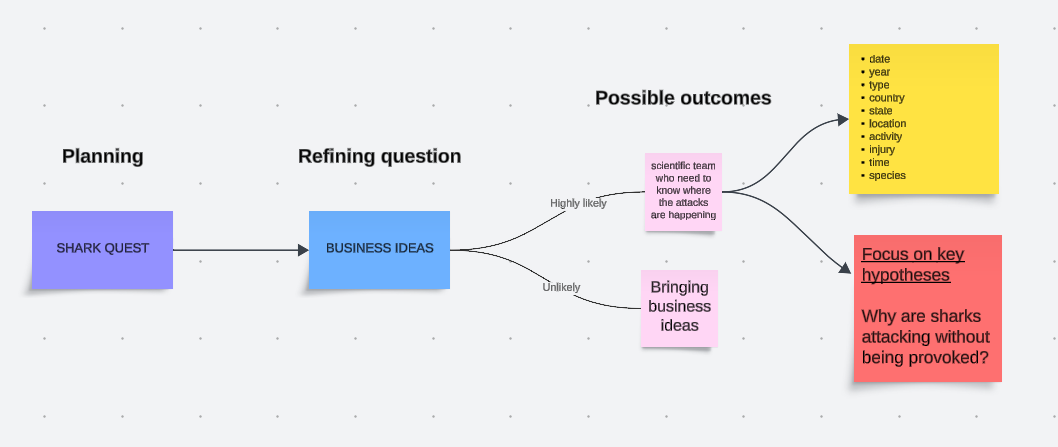 Planning
SHARK QUEST
Refining question
BUSINESS IDEAS
Highly likely
Unlikely
Possible outcomes
scientific team
who need to
know where
the attacks
are happening
Bringing
business
ideas
• date
• year
• type
• country
• state
• location
• activity
• injury
• time
• species
Focus on key
hypotheses
Why are sharks
attacking without
being provoked?